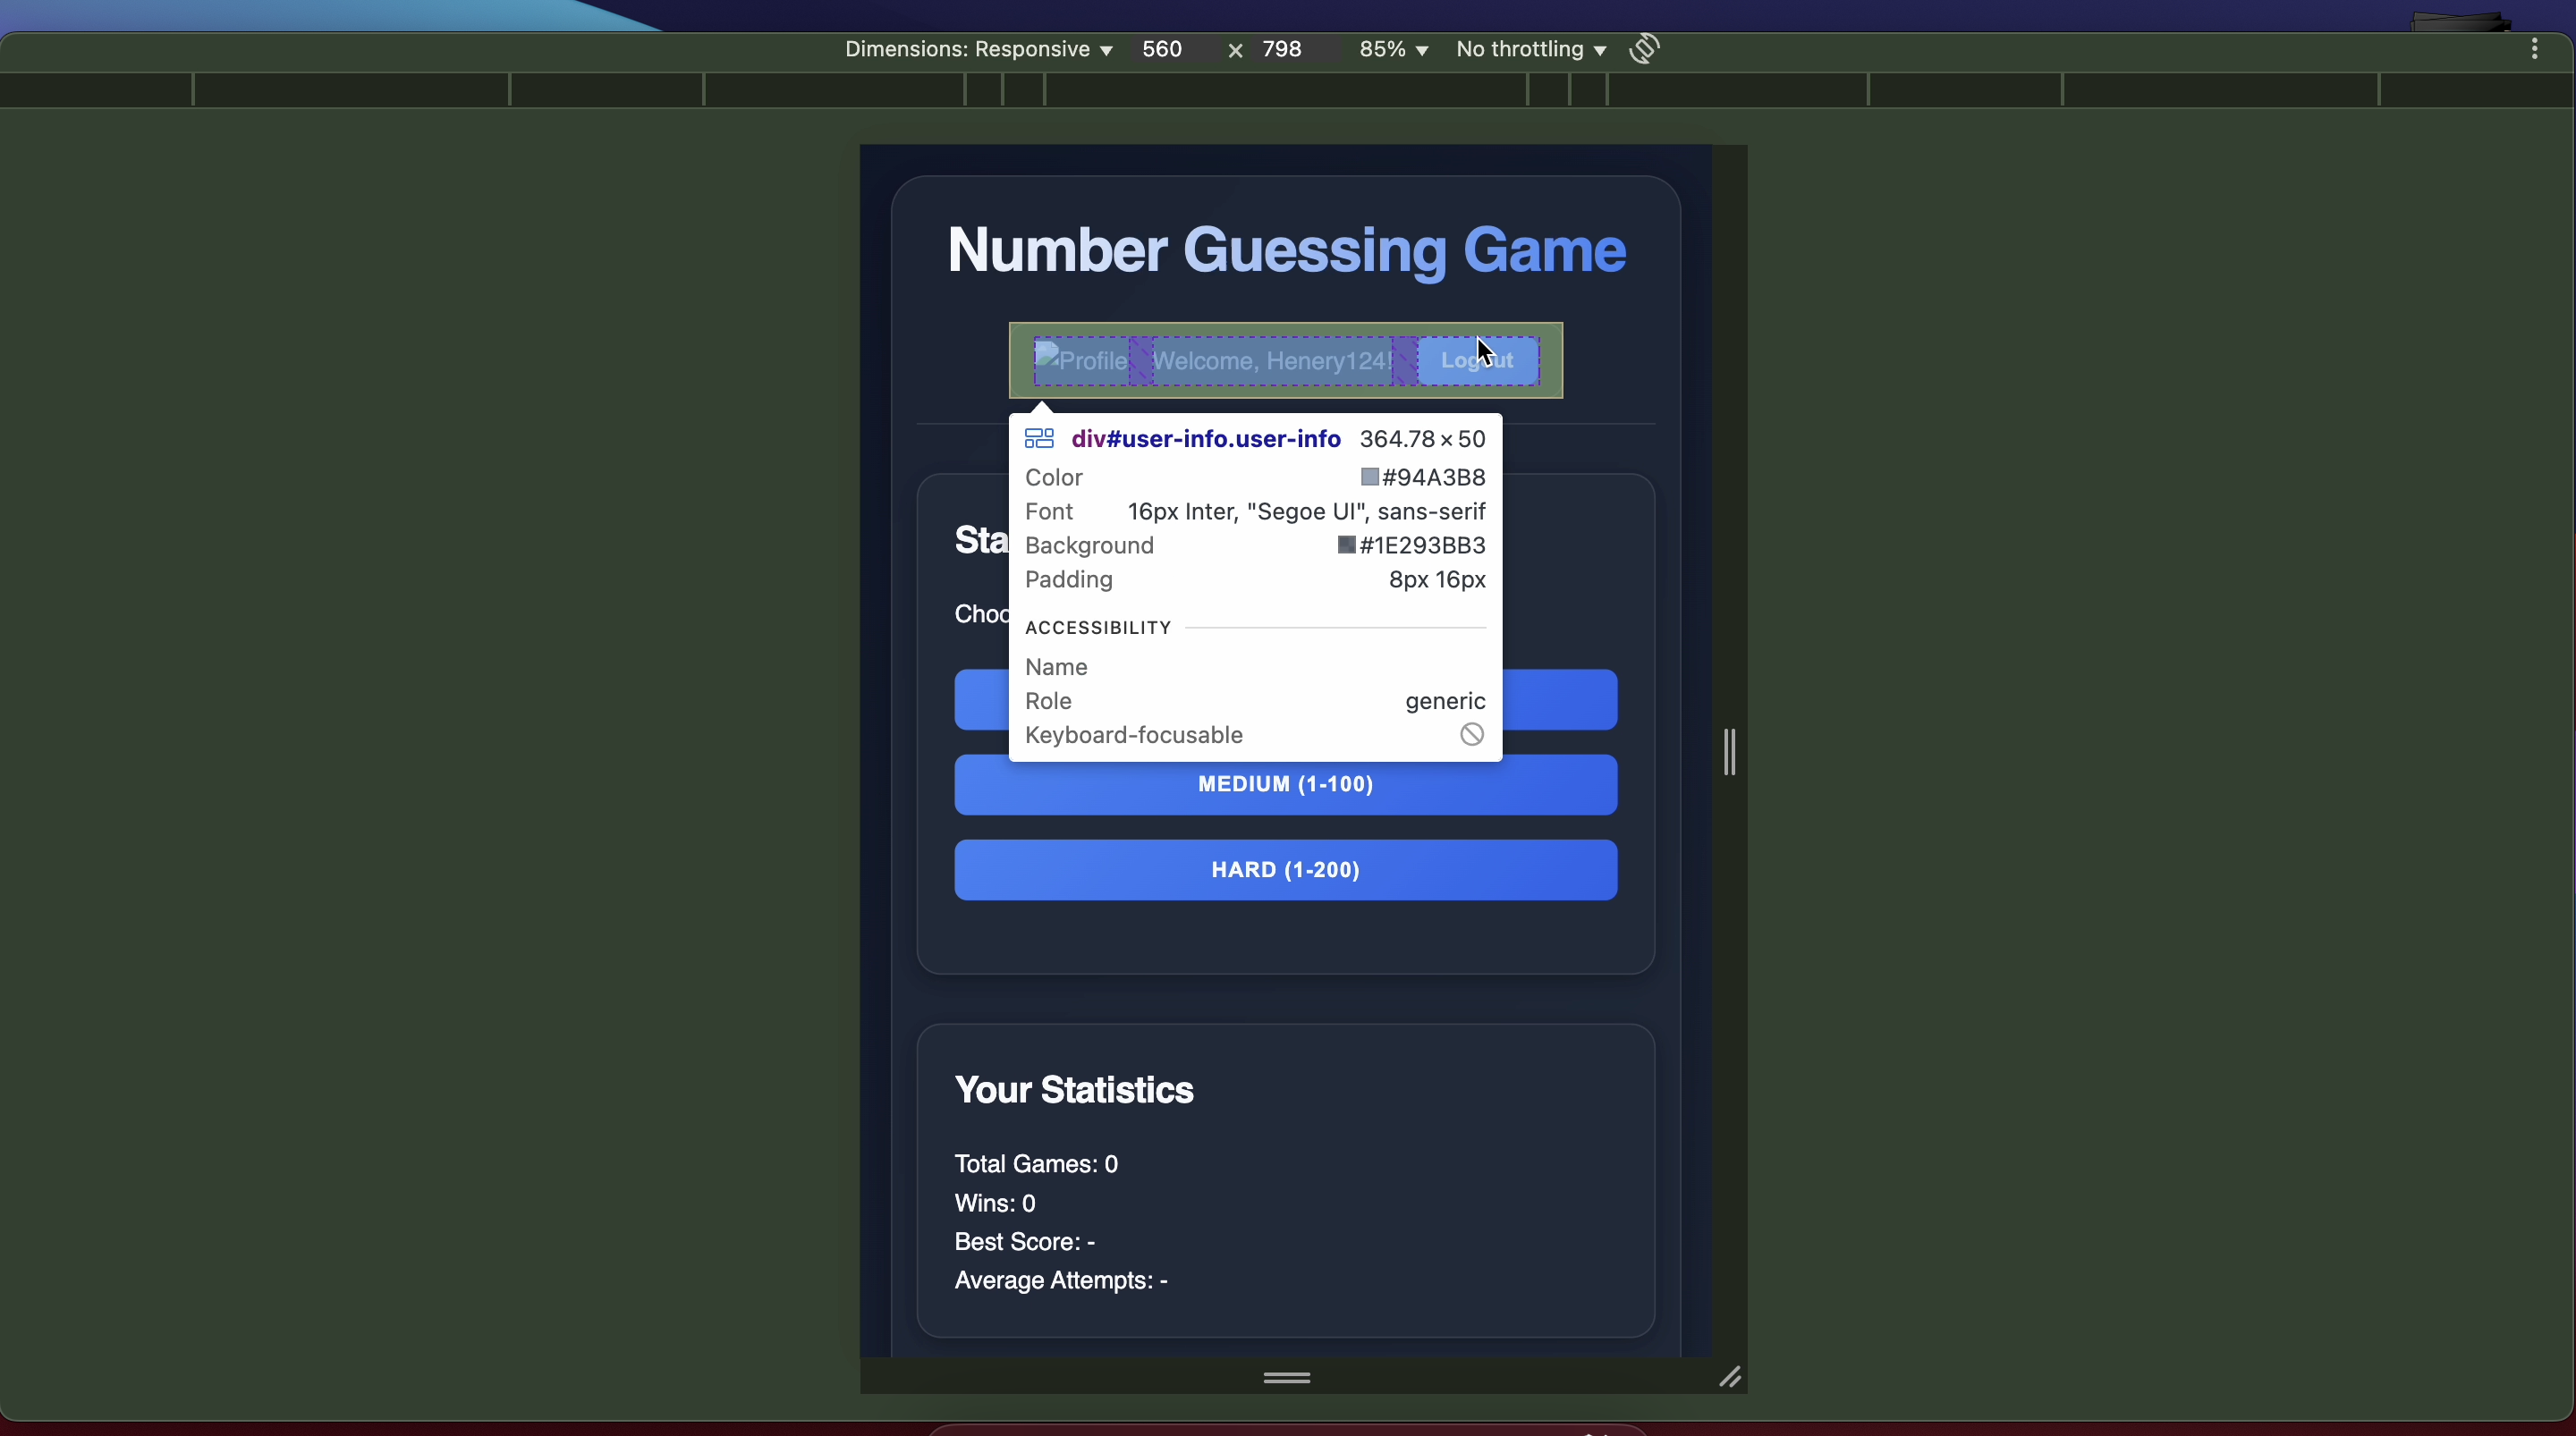 Dimensions: Responsive 560 × 798 85% No throttling
Number Guessing Game
Profile Welcome, Henery124! Logout
div#user-info.user-info 364.78×50
Color #94A3B8
Font 16px Inter, "Segoe UI", sans-serif
Sta
Background #1E293BB3
Padding 8px 16px
Choo
ACCESSIBILITY
Name
Role generic
Keyboard-focusable
MEDIUM (1-100)
HARD (1-200)
Your Statistics
Total Games: 0
Wins: 0
Best Score: -
Average Attempts: -